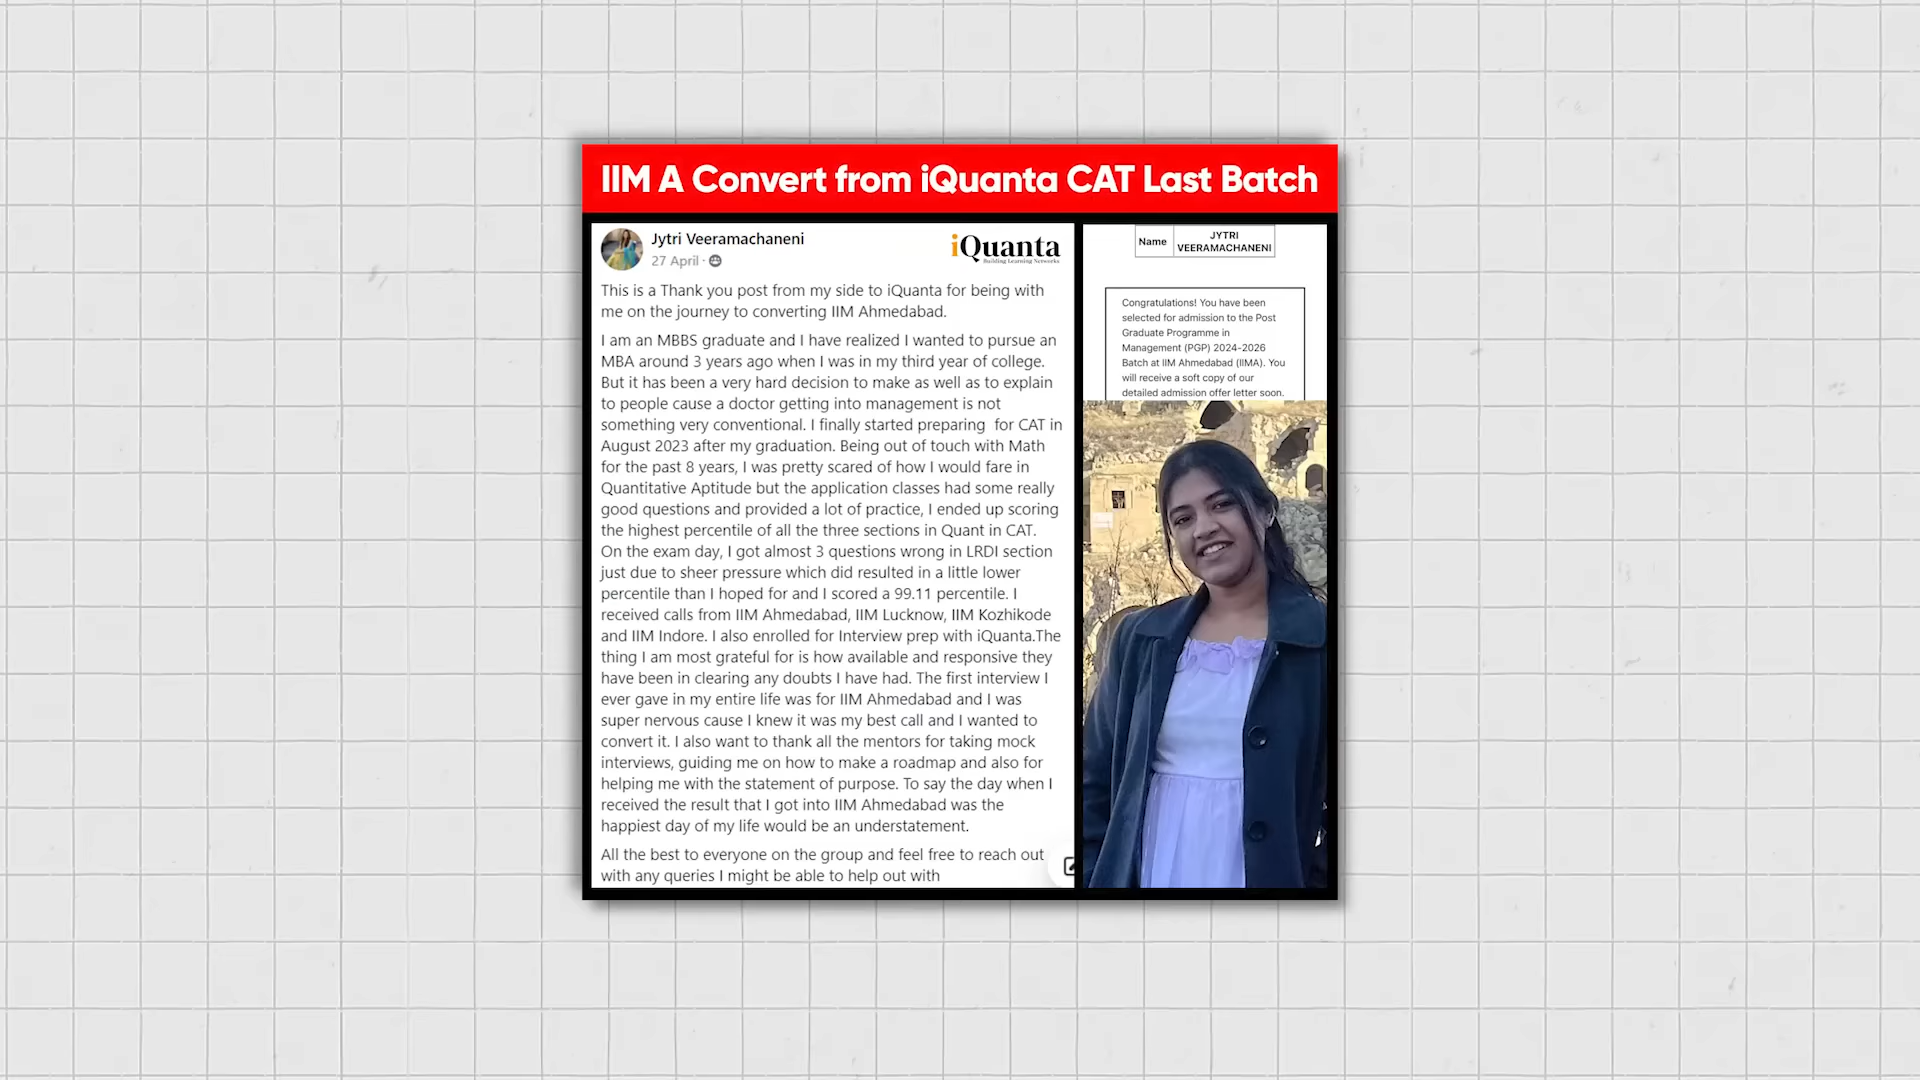 IIM A Convert from iQuanta CAT Last Batch
Jytri Veeramachaneni
27 April ·
iQuanta
Building Learning Networks
This is a Thank you post from my side to iQuanta for being with
me on the journey to converting IIM Ahmedabad.
I am an MBBS graduate and I have realized I wanted to pursue an
MBA around 3 years ago when I was in my third year of college.
But it has been a very hard decision to make as well as to explain
to people cause a doctor getting into management is not
something very conventional. I finally started preparing  for CAT in
August 2023 after my graduation. Being out of touch with Math
for the past 8 years, I was pretty scared of how I would fare in
Quantitative Aptitude but the application classes had some really
good questions and provided a lot of practice, I ended up scoring
the highest percentile of all the three sections in Quant in CAT.
On the exam day, I got almost 3 questions wrong in LRDI section
just due to sheer pressure which did resulted in a little lower
percentile than I hoped for and I scored a 99.11 percentile. I
received calls from IIM Ahmedabad, IIM Lucknow, IIM Kozhikode
and IIM Indore. I also enrolled for Interview prep with iQuanta.The
thing I am most grateful for is how available and responsive they
have been in clearing any doubts I have had. The first interview I
ever gave in my entire life was for IIM Ahmedabad and I was
super nervous cause I knew it was my best call and I wanted to
convert it. I also want to thank all the mentors for taking mock
interviews, guiding me on how to make a roadmap and also for
helping me with the statement of purpose. To say the day when I
received the result that I got into IIM Ahmedabad was the
happiest day of my life would be an understatement.
All the best to everyone on the group and feel free to reach out
with any queries I might be able to help out with
Name
JYTRI
VEERAMACHANENI
Congratulations! You have been
selected for admission to the Post
Graduate Programme in
Management (PGP) 2024-2026
Batch at IIM Ahmedabad (IIMA). You
will receive a soft copy of our
detailed admission offer letter soon.